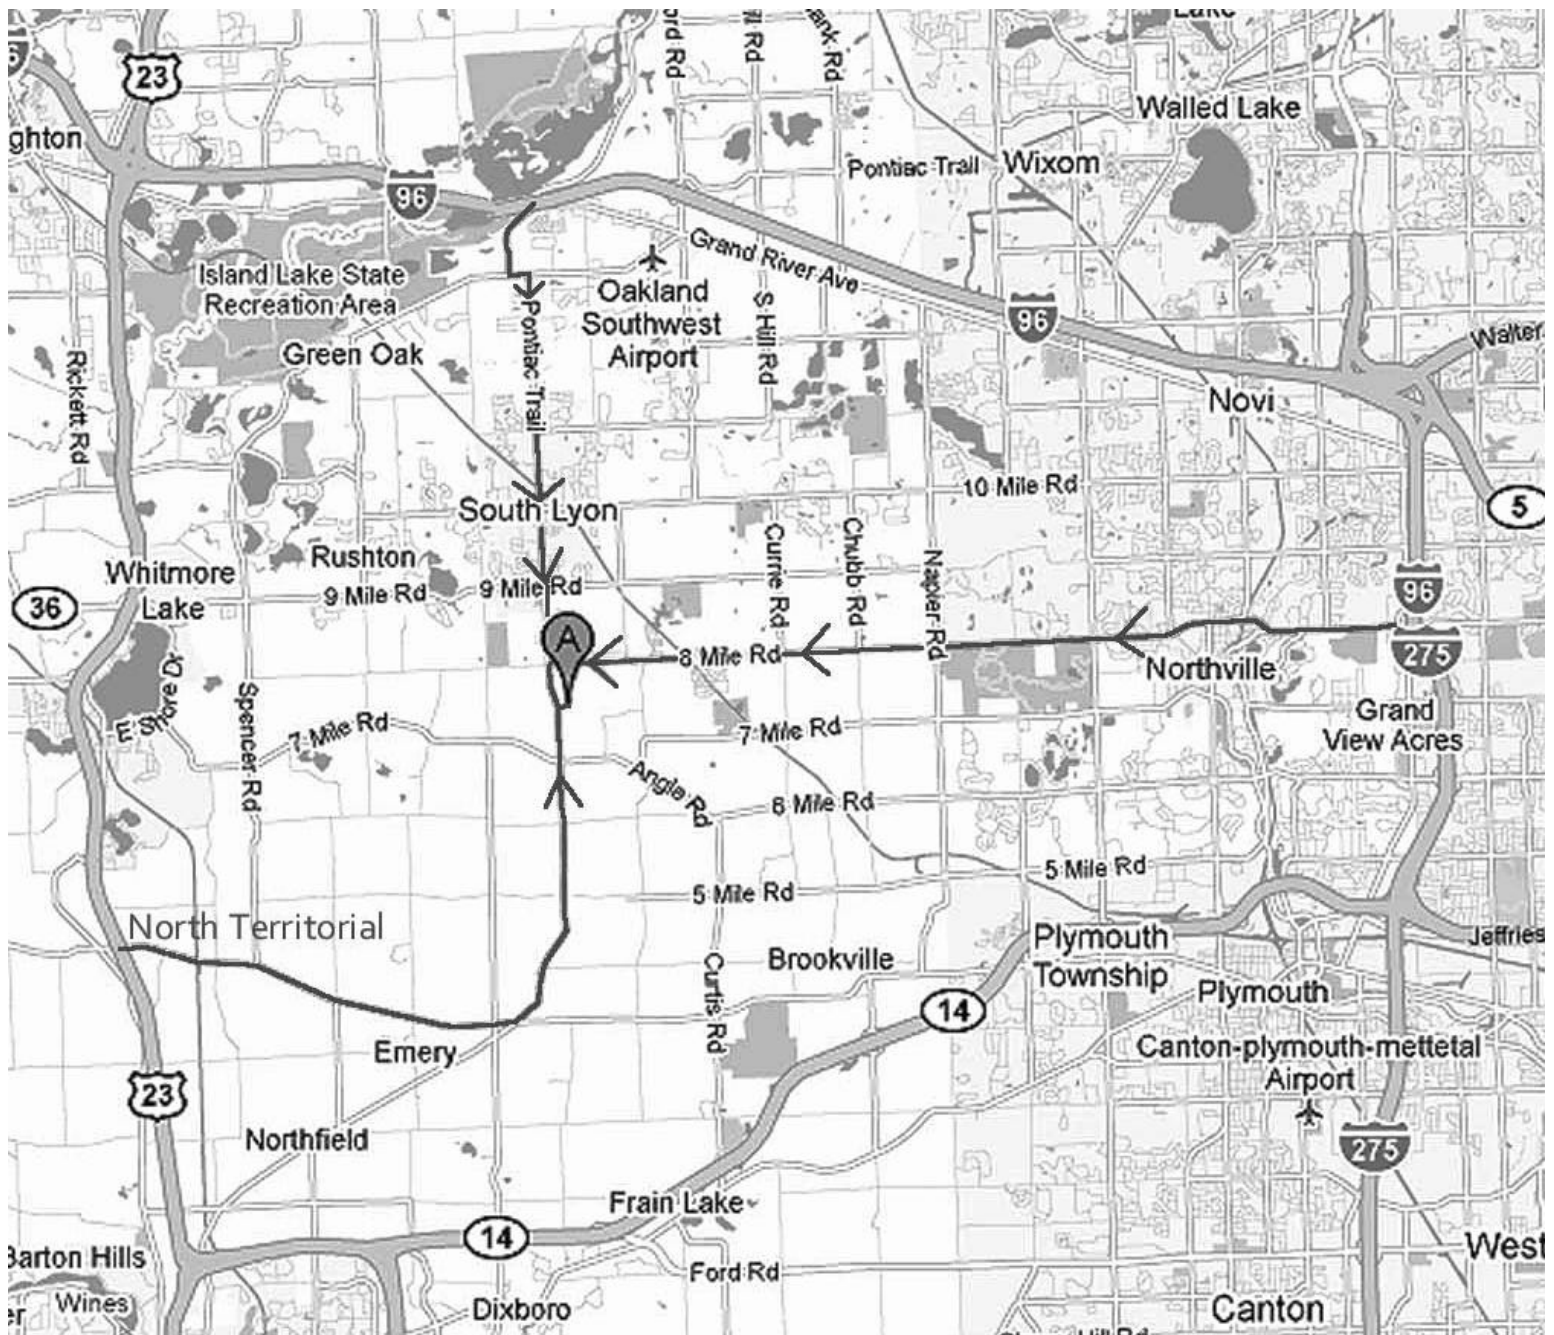 Lake
23
Walled Lake
ghton
Pontiac Trail
Wixom
96
Grand River Ave
Island Lake State
Recreation Area
Oakland
Southwest
Airport
Pontiac Trail
S Hill Rd
96
Green Oak
Rickett Rd
Novi
10 Mile Rd
5
South Lyon
Rushton
Whitmore
Lake
36
9 Mile Rd
9 Mile Rd
Currie Rd
Chubb Rd
Napier Rd
96
275
A
8 Mile Rd
Northville
E Shore Dr
Spencer Rd
7 Mile Rd
7 Mile Rd
Grand
View Acres
Angle Rd
6 Mile Rd
5 Mile Rd
5 Mile Rd
North Territorial
Plymouth
Township
Jeffries
Brookville
Curtis Rd
14
Plymouth
Emery
Canton-plymouth-mettetal
Airport
23
Northfield
275
Frain Lake
14
Barton Hills
Ford Rd
West
Wines
Dixboro
Canton